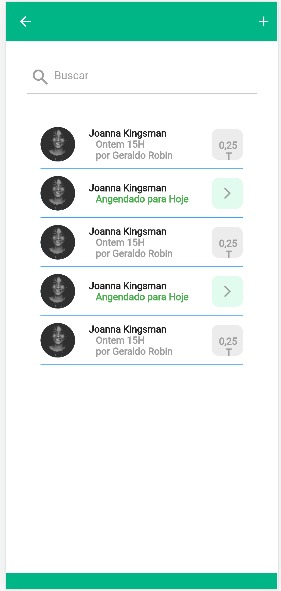 Buscar
Joanna Kingsman
Ontem 15H
por Geraldo Robin
0,25
T
Joanna Kingsman
Angendado para Hoje
Joanna Kingsman
Ontem 15H
por Geraldo Robin
0,25
T
Joanna Kingsman
Angendado para Hoje
Joanna Kingsman
Ontem 15H
por Geraldo Robin
0,25
T